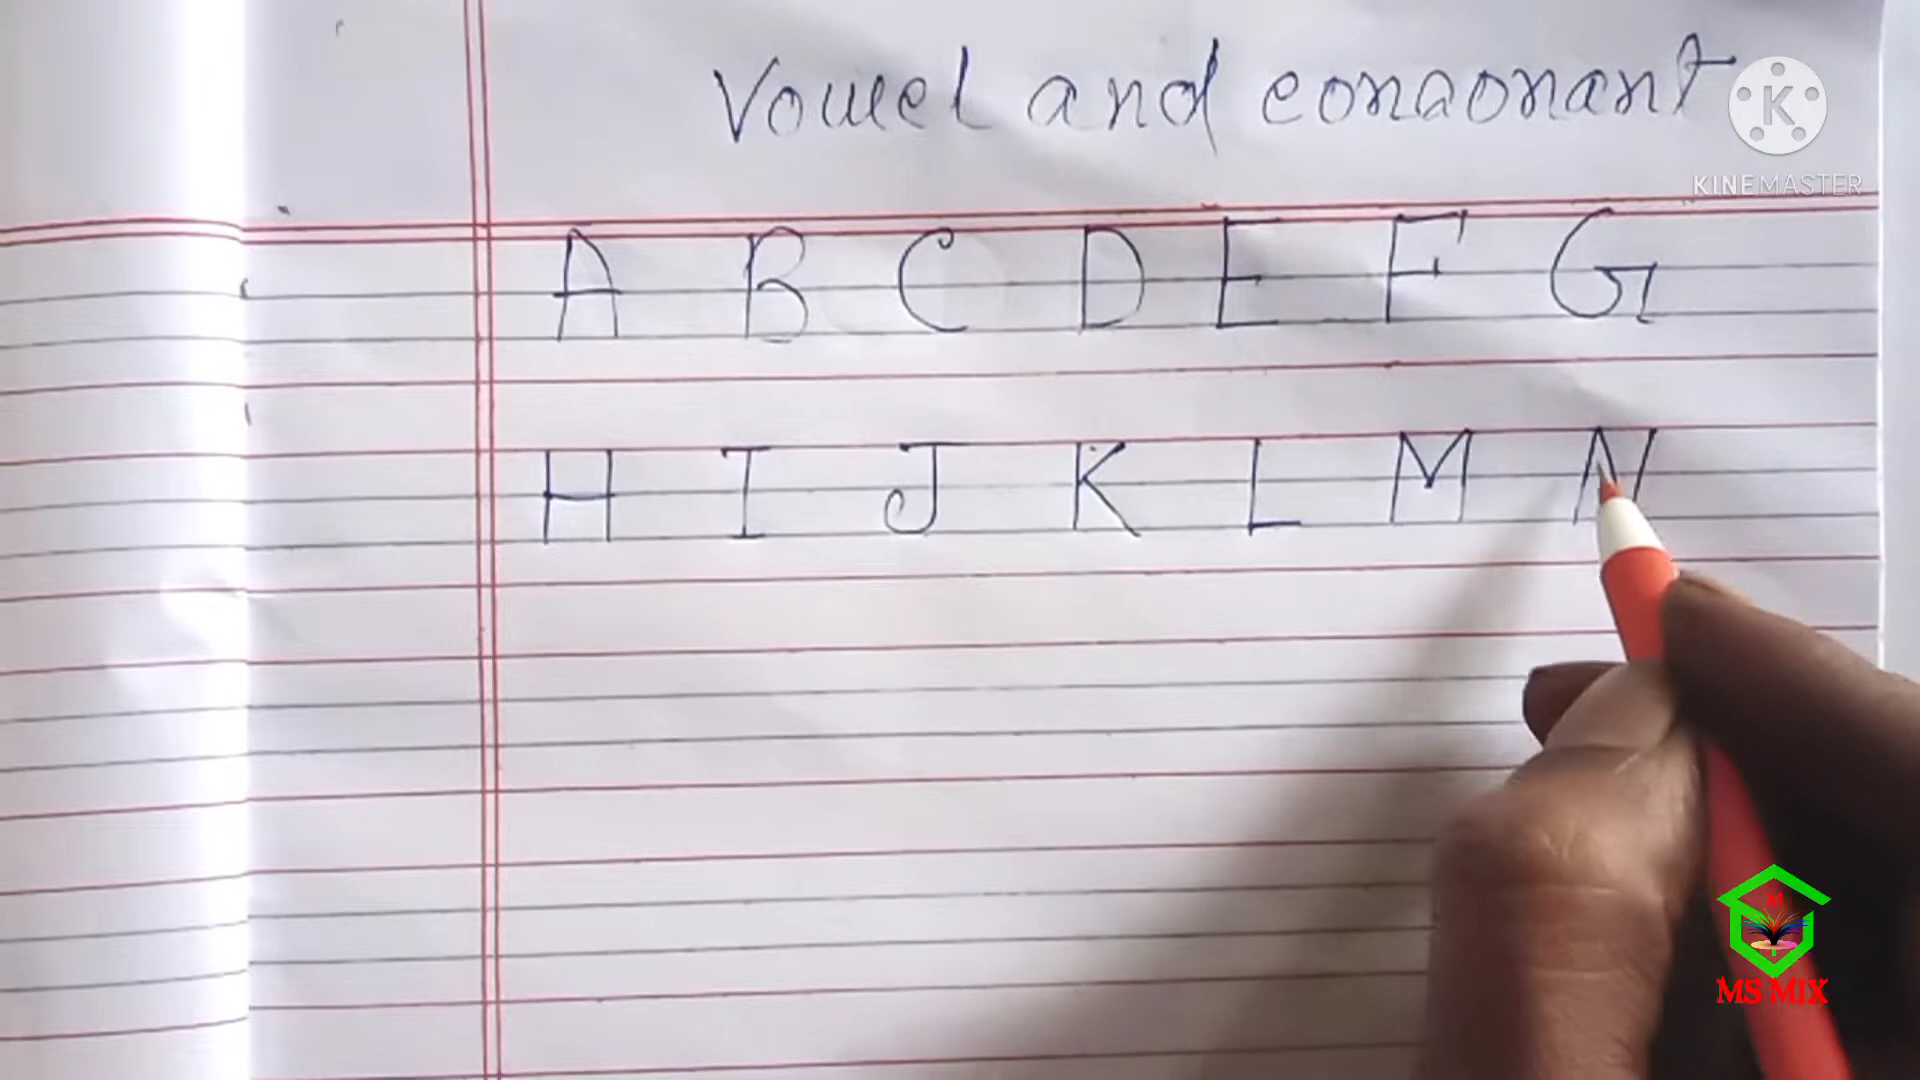 Vowel and consonant
K
KINEMASTER
A B C D E F G
H I J K L M N
M
MS MIX